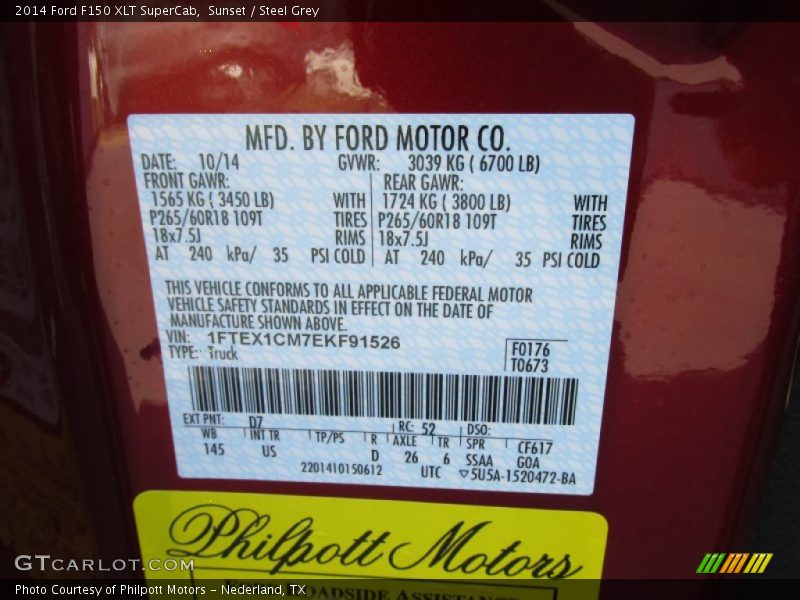 2014 Ford F150 XLT SuperCab, Sunset / Steel Grey
MFD. BY FORD MOTOR CO.
DATE: 10/14 GVWR: 3039 KG ( 6700 LB)
FRONT GAWR: REAR GAWR:
1565 KG ( 3450 LB) WITH 1724 KG ( 3800 LB) WITH
P265/60R18 109T TIRES P265/60R18 109T TIRES
18x7.5J RIMS 18x7.5J RIMS
AT 240 kPa/ 35 PSI COLD AT 240 kPa/ 35 PSI COLD
THIS VEHICLE CONFORMS TO ALL APPLICABLE FEDERAL MOTOR
VEHICLE SAFETY STANDARDS IN EFFECT ON THE DATE OF
MANUFACTURE SHOWN ABOVE.
VIN: 1FTEX1CM7EKF91526
TYPE: Truck
F0176
T0673
EXT PNT: D7 RC: 52 DSO:
WB INT TR TP/PS R AXLE TR SPR CF617
145 US D 26 6 SSAA GOA
2201410150612 UTC ▽5U5A-1520472-BA
Philpott Motors
ROADSIDE ASSISTANCE
GTCARLOT.COM
Photo Courtesy of Philpott Motors - Nederland, TX